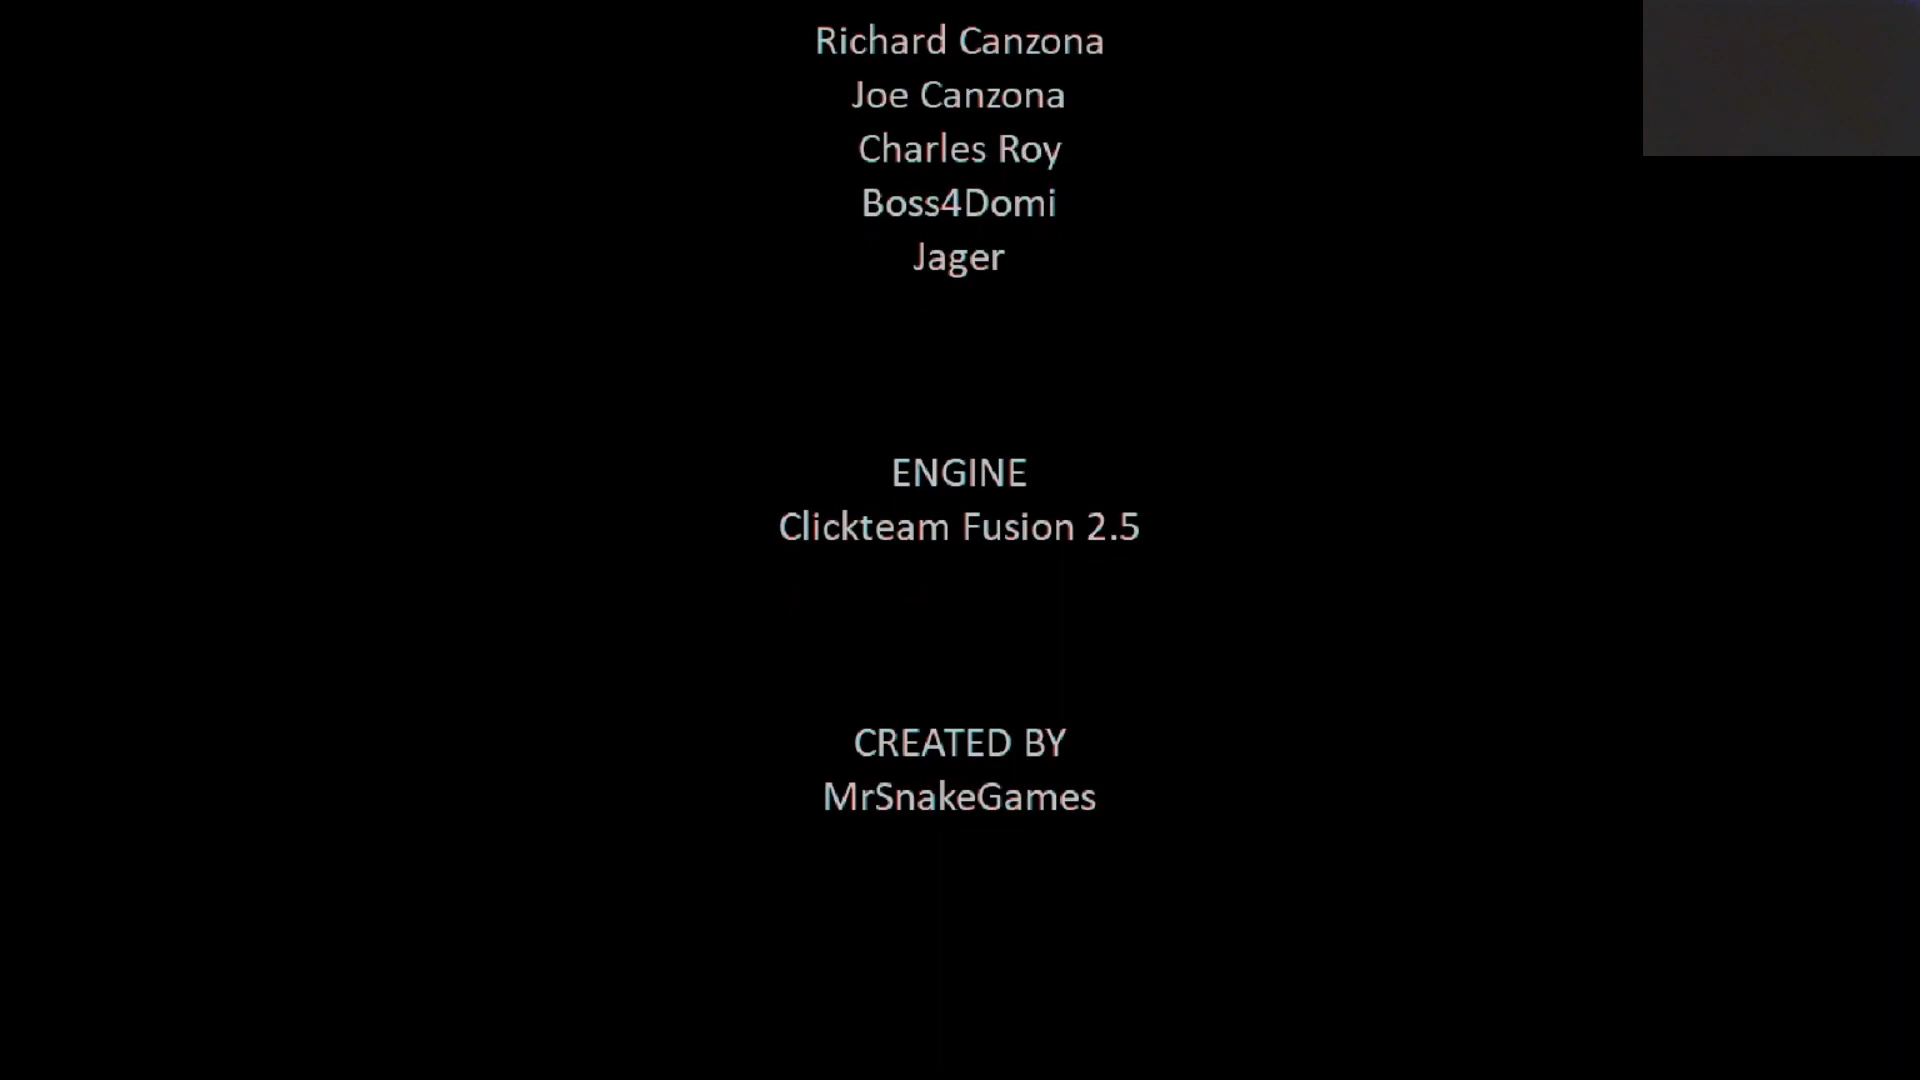 Richard Canzona
Joe Canzona
Charles Roy
Boss4Domi
Jager
ENGINE
Clickteam Fusion 2.5
CREATED BY
MrSnakeGames